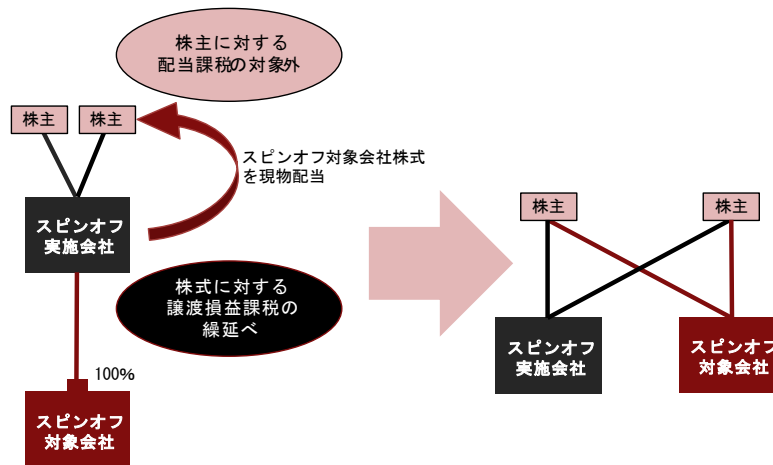 株主に対する
配当課税の対象外
株主
株主
スピンオフ対象会社株式
を現物配当
スピンオフ
実施会社
株式に対する
譲渡損益課税の
繰延べ
100%
スピンオフ
対象会社
株主
株主
スピンオフ
実施会社
スピンオフ
対象会社